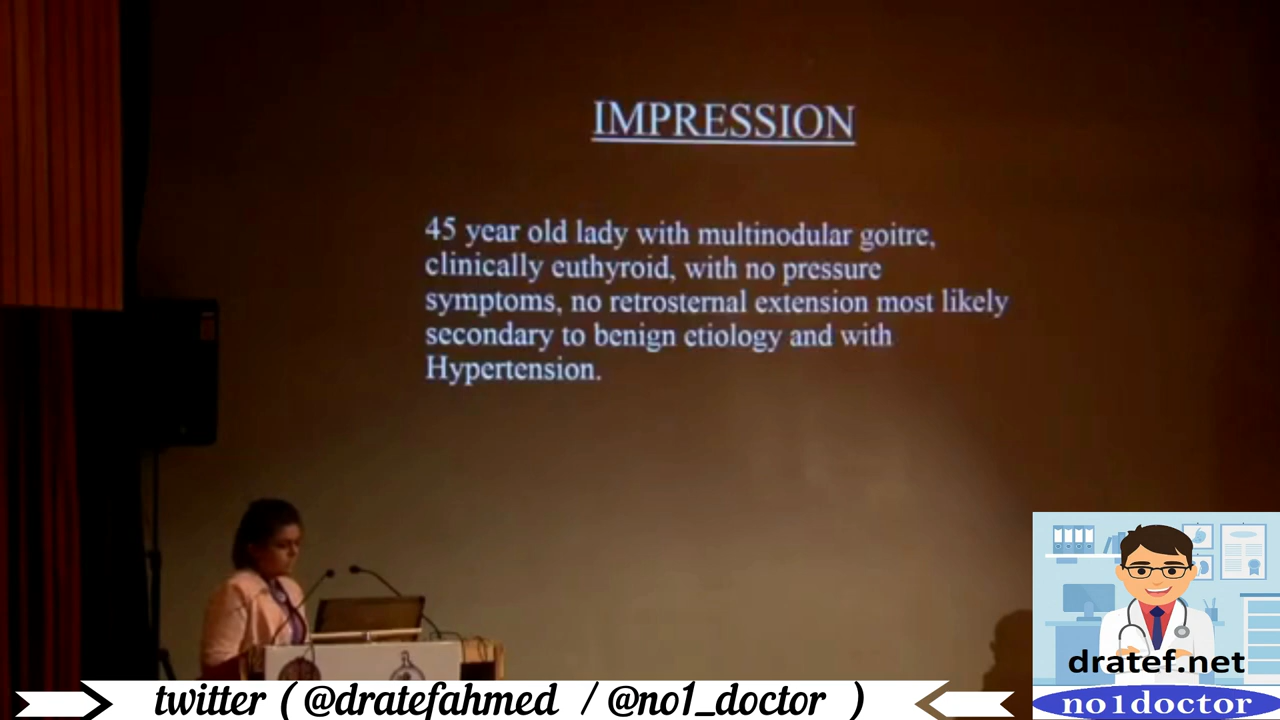 IMPRESSION
45 year old lady with multinodular goitre,
clinically euthyroid, with no pressure
symptoms, no retrosternal extension most likely
secondary to benign etiology and with
Hypertension.
dratef.net
no1doctor
twitter ( @dratefahmed / @no1_doctor )